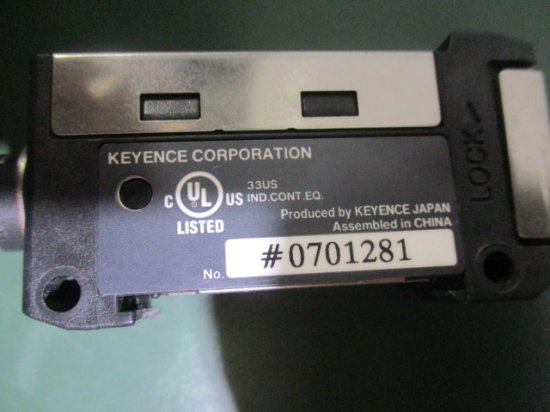 KEYENCE CORPORATION
C UL US
LISTED
33US
IND.CONT.EQ.
Produced by KEYENCE JAPAN
Assembled in CHINA
No. #0701281
LOCK